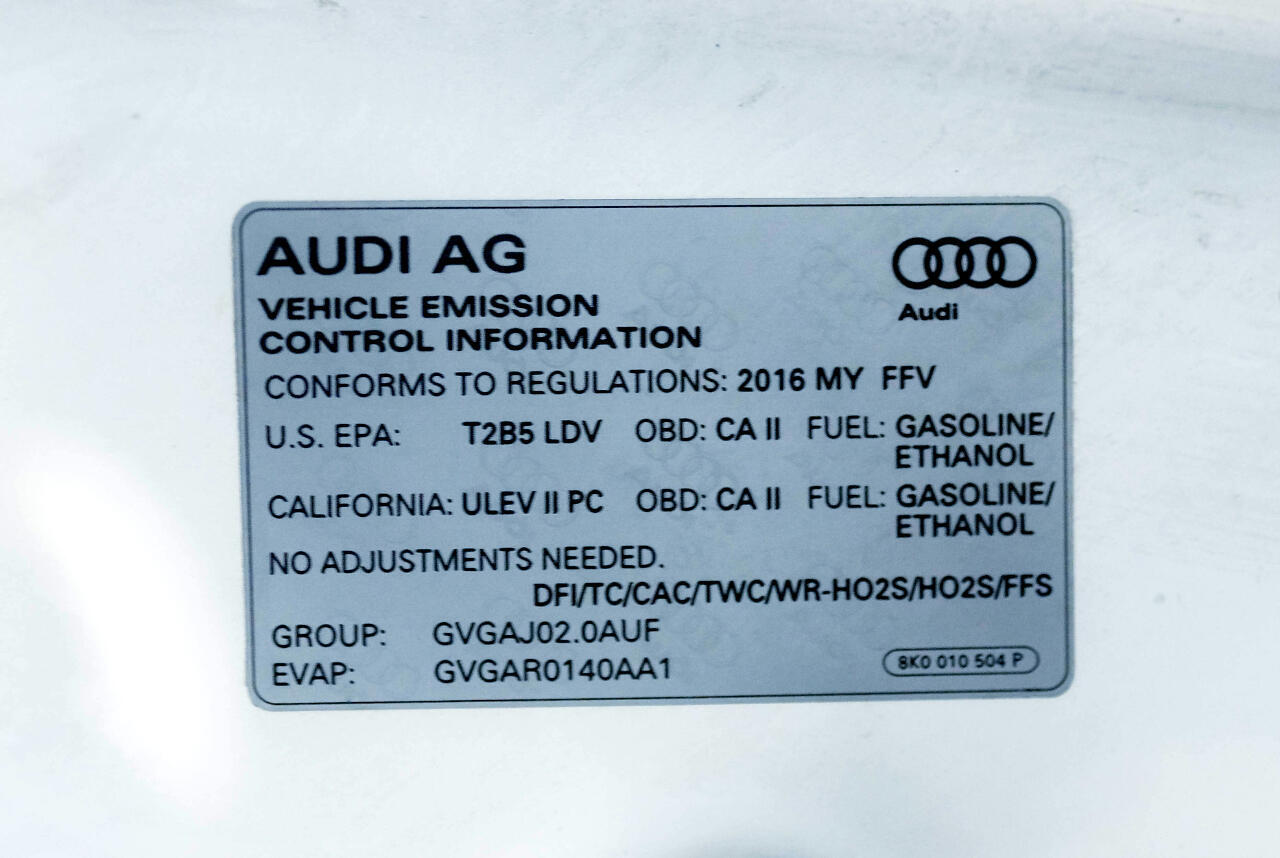 AUDI AG
Audi
VEHICLE EMISSION
CONTROL INFORMATION
CONFORMS TO REGULATIONS: 2016 MY FFV
U.S. EPA: T2B5 LDV OBD: CA II FUEL: GASOLINE/
ETHANOL
CALIFORNIA: ULEV II PC OBD: CA II FUEL: GASOLINE/
ETHANOL
NO ADJUSTMENTS NEEDED.
DFI/TC/CAC/TWC/WR-HO2S/HO2S/FFS
GROUP: GVGAJ02.0AUF
EVAP: GVGAR0140AA1
8K0 010 504 P